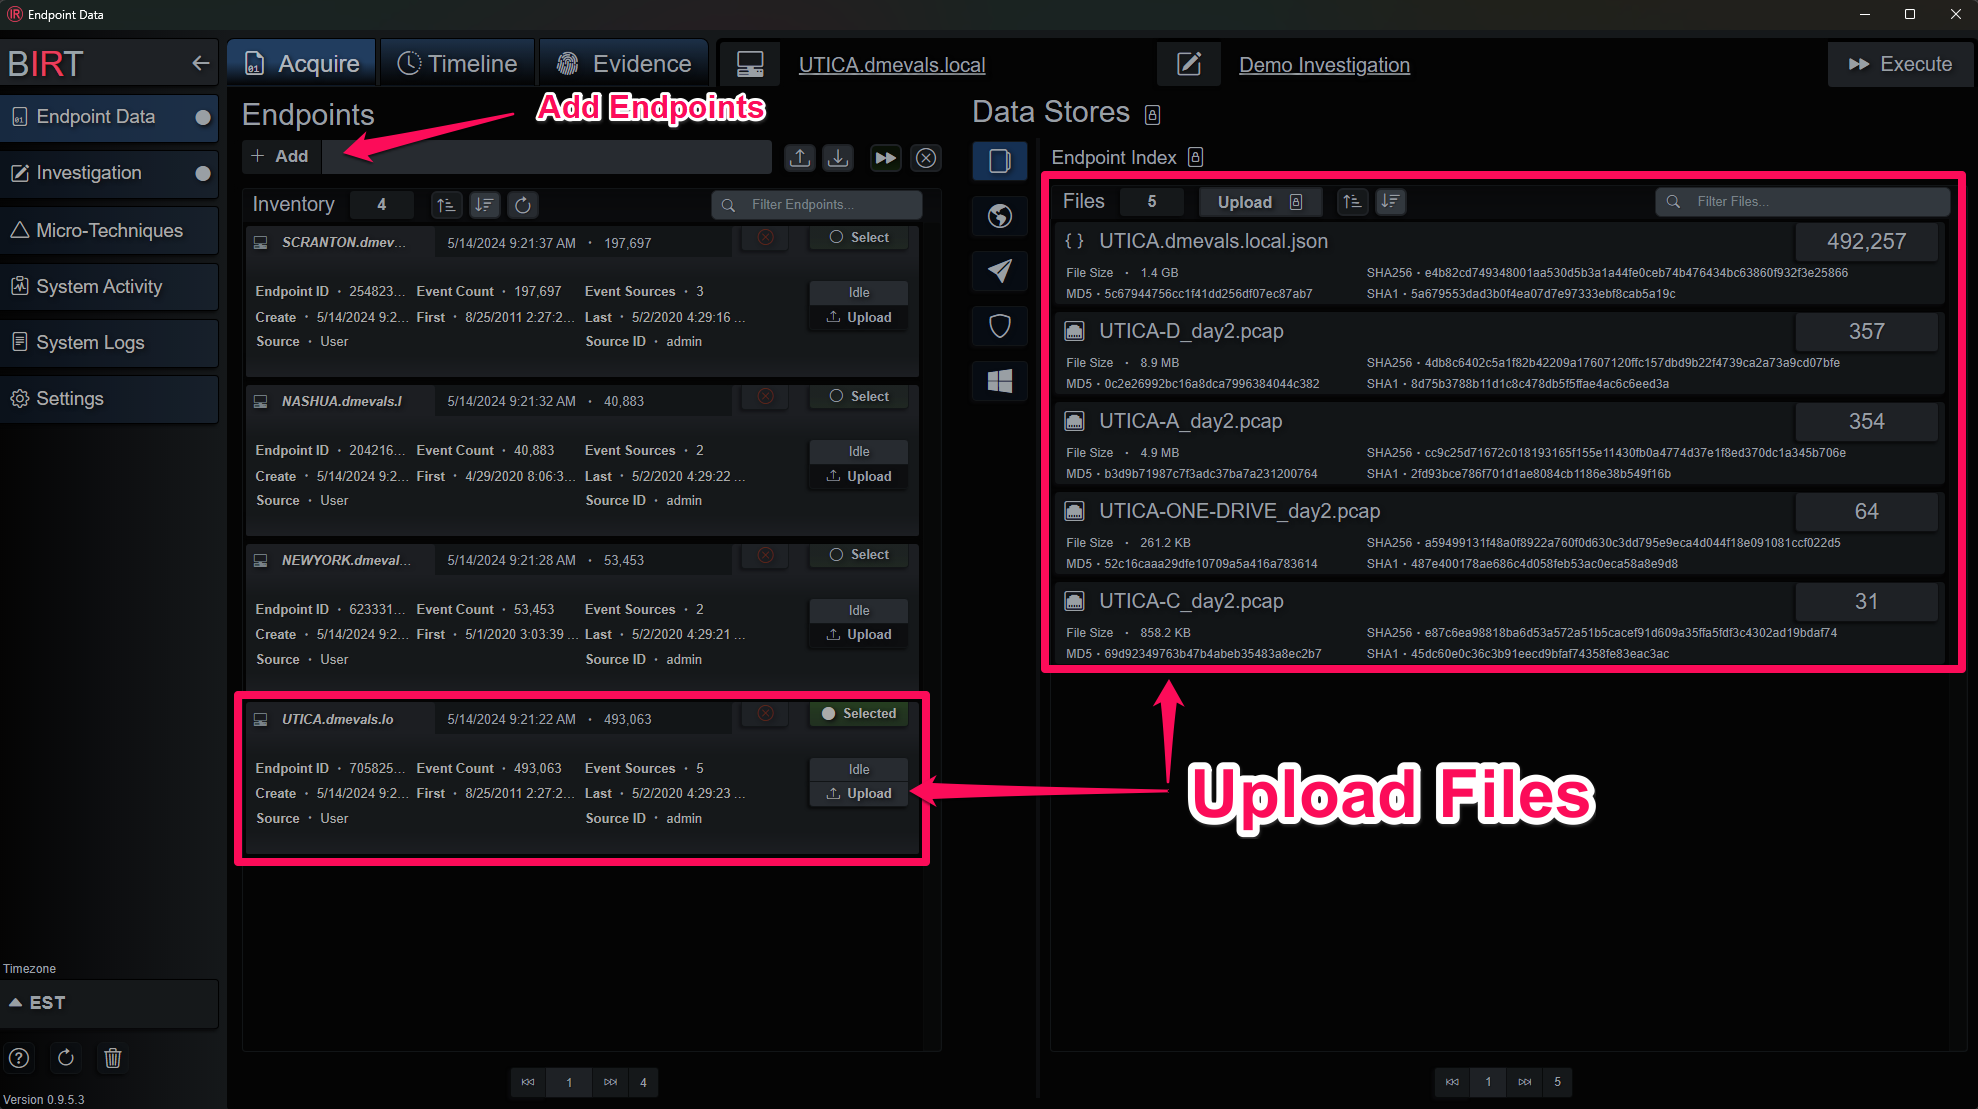 Endpoint Data
BIRT
Acquire
Timeline
Evidence
UTICA.dmevals.local
Demo Investigation
Execute
Endpoint Data
Investigation
Micro-Techniques
System Activity
System Logs
Settings
Timezone
EST
Version 0.9.5.3
Endpoints
Add Endpoints
+ Add
Inventory 4
Filter Endpoints...
SCRANTON.dmev... 5/14/2024 9:21:37 AM · 197,697 Select
Endpoint ID · 254823... Event Count · 197,697 Event Sources · 3 Idle
Create · 5/14/2024 9:2... First · 8/25/2011 2:27:2... Last · 5/2/2020 4:29:16 ... Upload
Source · User Source ID · admin
NASHUA.dmevals.l 5/14/2024 9:21:32 AM · 40,883 Select
Endpoint ID · 204216... Event Count · 40,883 Event Sources · 2 Idle
Create · 5/14/2024 9:2... First · 4/29/2020 8:06:3... Last · 5/2/2020 4:29:22 ... Upload
Source · User Source ID · admin
NEWYORK.dmeval... 5/14/2024 9:21:28 AM · 53,453 Select
Endpoint ID · 623331... Event Count · 53,453 Event Sources · 2 Idle
Create · 5/14/2024 9:2... First · 5/1/2020 3:03:39 ... Last · 5/2/2020 4:29:21 ... Upload
Source · User Source ID · admin
UTICA.dmevals.lo 5/14/2024 9:21:22 AM · 493,063 Selected
Endpoint ID · 705825... Event Count · 493,063 Event Sources · 5 Idle
Create · 5/14/2024 9:2... First · 8/25/2011 2:27:2... Last · 5/2/2020 4:29:23 ... Upload
Source · User Source ID · admin
1 4
Data Stores
Endpoint Index
Files 5 Upload
Filter Files...
{ } UTICA.dmevals.local.json 492,257
File Size · 1.4 GB SHA256 · e4b82cd749348001aa530d5b3a1a44fe0ceb74b476434bc63860f932f3e25866
MD5 · 5c67944756cc1f41dd256df07ec87ab7 SHA1 · 5a679553dad3b0f4ea07d7e97333ebf8cab5a19c
UTICA-D_day2.pcap 357
File Size · 8.9 MB SHA256 · 4db8c6402c5a1f82b42209a17607120ffc157dbd9b22f4739ca2a73a9cd07bfe
MD5 · 0c2e26992bc16a8dca7996384044c382 SHA1 · 8d75b3788b11d1c8c478db5f5ffae4ac6c6eed3a
UTICA-A_day2.pcap 354
File Size · 4.9 MB SHA256 · cc9c25d71672c018193165f155e11430fb0a4774d37e1f8ed370dc1a345b706e
MD5 · b3d9b71987c7f3adc37ba7a231200764 SHA1 · 2fd93bce786f701d1ae8084cb1186e38b549f16b
UTICA-ONE-DRIVE_day2.pcap 64
File Size · 261.2 KB SHA256 · a59499131f48a0f8922a760f0d630c3dd795e9eca4d044f18e091081ccf022d5
MD5 · 52c16caaa29dfe10709a5a416a783614 SHA1 · 487e400178ae686c4d058feb53ac0eca58a8e9d8
UTICA-C_day2.pcap 31
File Size · 858.2 KB SHA256 · e87c6ea98818ba6d53a572a51b5cacef91d609a35ffa5fdf3c4302ad19bdaf74
MD5 · 69d92349763b47b4abeb35483a8ec2b7 SHA1 · 45dc60e0c36c3b91eecd9bfaf74358fe83eac3ac
Upload Files
1 5